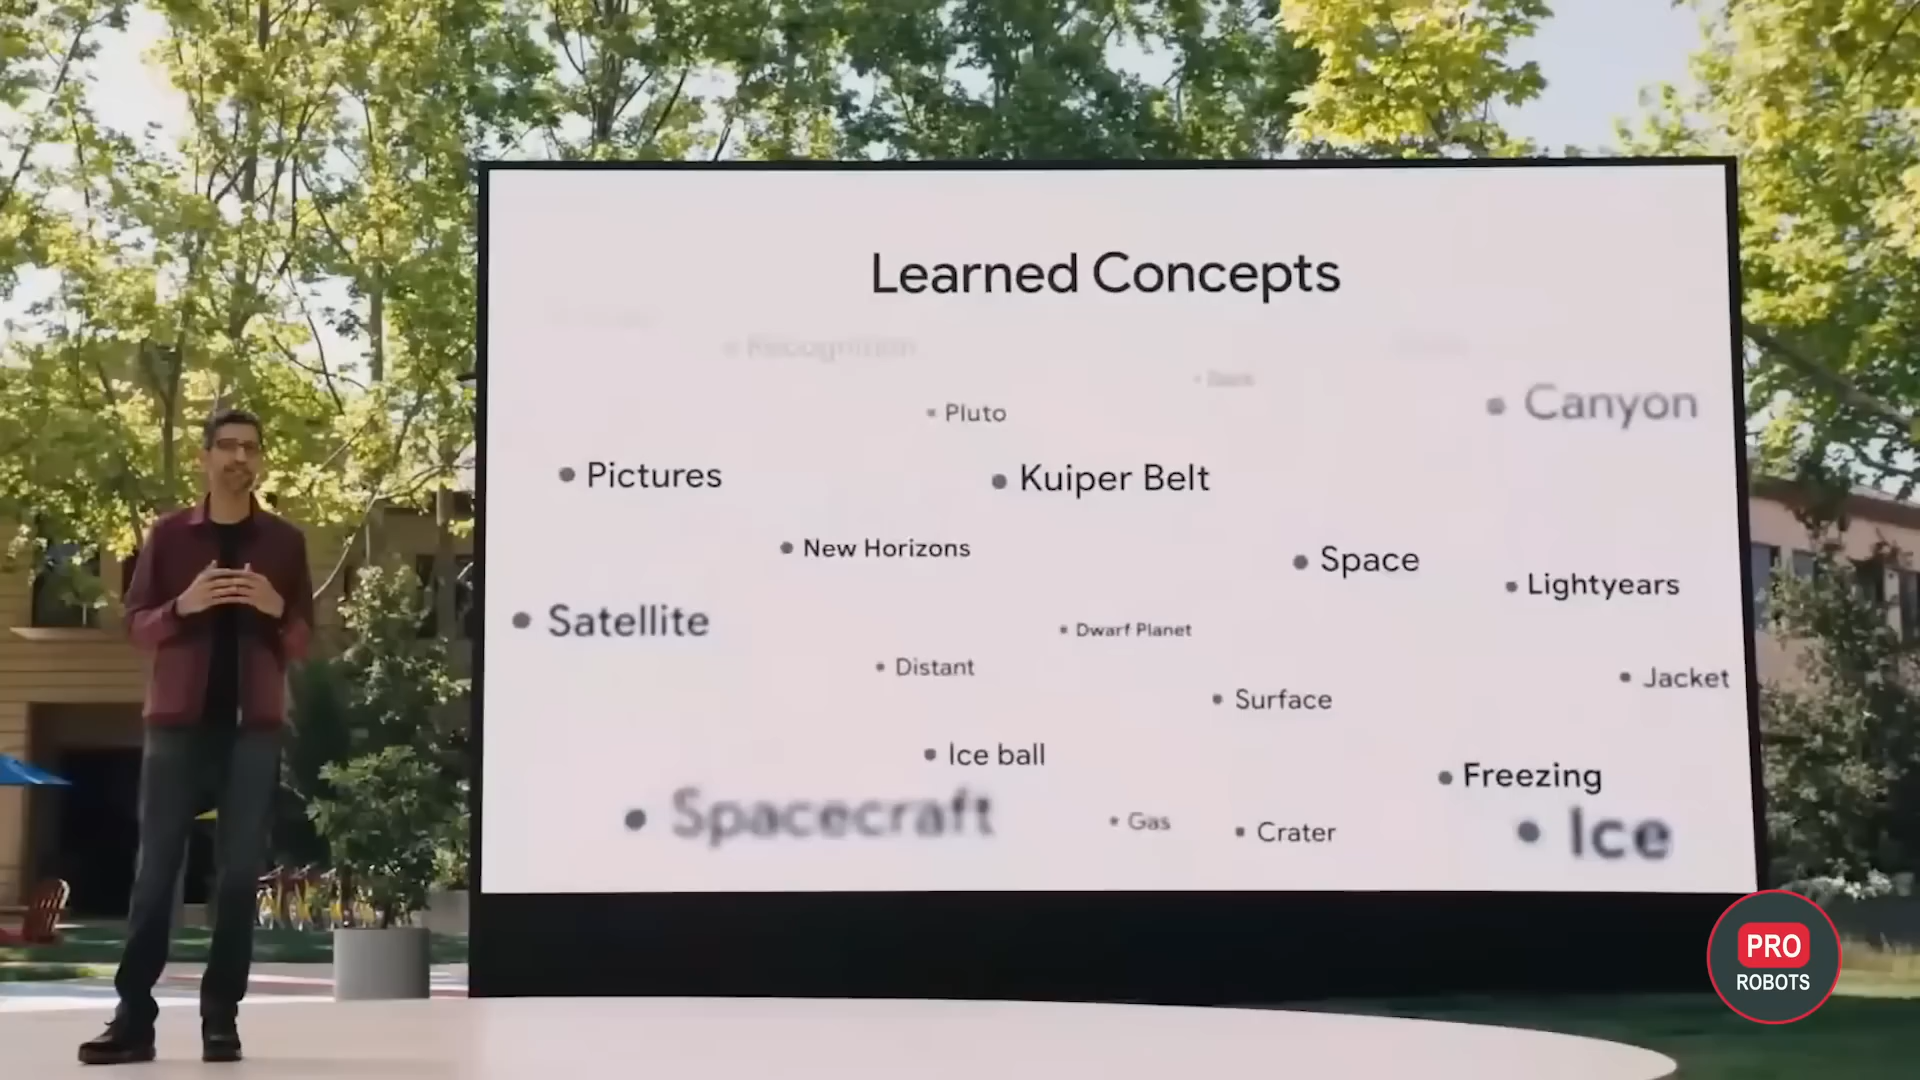 Learned Concepts
Recognition
Pluto
Canyon
Pictures
Kuiper Belt
New Horizons
Space
Lightyears
Satellite
Dwarf Planet
Distant
Jacket
Surface
Ice ball
Freezing
Spacecraft
Gas
Crater
Ice
PRO
ROBOTS